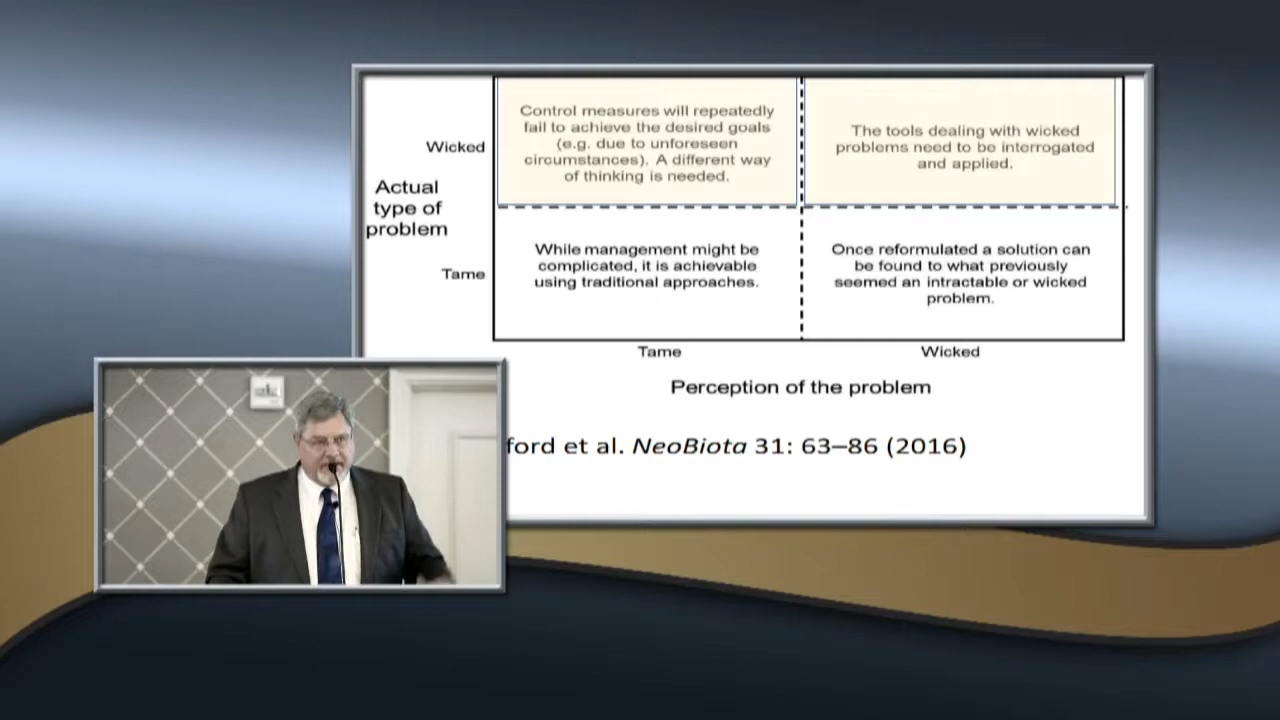 Control measures will repeatedly
fail to achieve the desired goals
(e.g. due to unforeseen
circumstances). A different way
of thinking is needed.
The tools dealing with wicked
problems need to be interrogated
and applied.
Wicked
Actual
type of
problem
Tame
While management might be
complicated, it is achievable
using traditional approaches.
Once reformulated a solution can
be found to what previously
seemed an intractable or wicked
problem.
Tame
Wicked
Perception of the problem
ford et al. NeoBiota 31: 63–86 (2016)